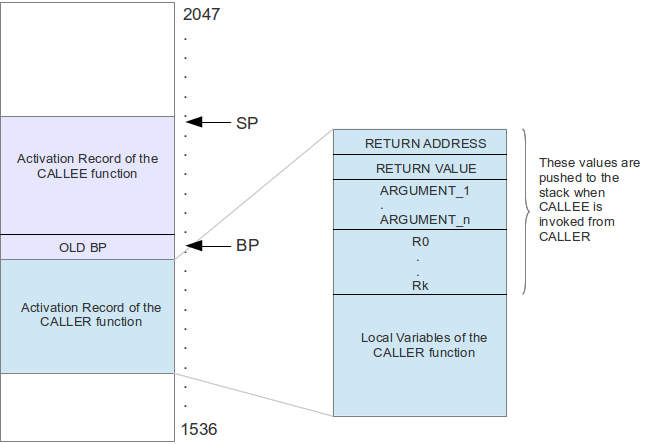 2047
SP
Activation Record of the
CALLEE function
OLD BP
BP
Activation Record of the
CALLER function
1536
RETURN ADDRESS
RETURN VALUE
ARGUMENT_1
.
ARGUMENT_n
R0
.
.
Rk
Local Variables of the
CALLER function
These values are
pushed to the
stack when
CALLEE is
invoked from
CALLER